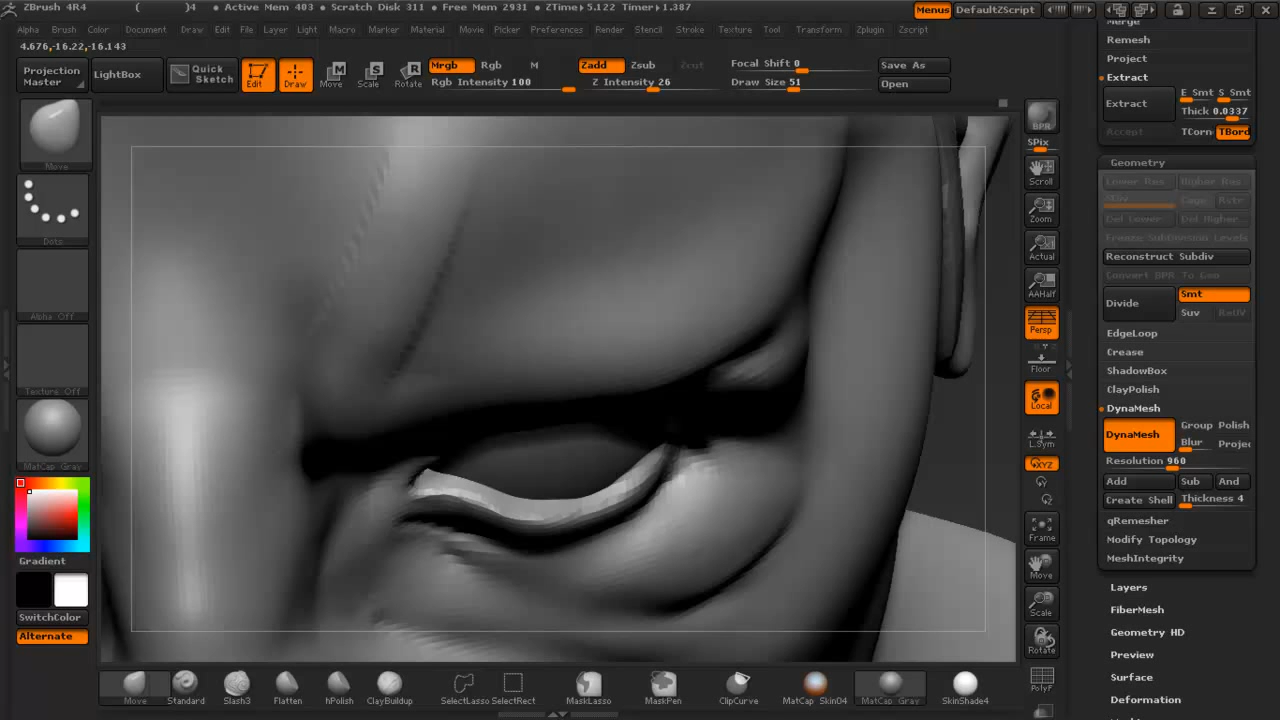 ZBrush 4R4 ( )4 • Active Mem 403 • Scratch Disk 311 • Free Mem 2931 • ZTime▸5.122 Timer▸1.387 Menus DefaultZScript
Alpha Brush Color Document Draw Edit File Layer Light Macro Marker Material Movie Picker Preferences Render Stencil Stroke Texture Tool Transform Zplugin Zscript
4.676,-16.22,-16.143
Projection Master
LightBox
Quick Sketch
Edit
Draw
Move
Scale
Rotate
Mrgb Rgb M
Rgb Intensity 100
Zadd Zsub Zcut
Z Intensity 26
Focal Shift 0
Draw Size 51
Save As
Open
Move
Dots
Alpha Off
Texture Off
MatCap Gray
Gradient
SwitchColor
Alternate
BPR
SPix
Scroll
Zoom
Actual
AAHalf
Persp
Floor
Local
L.Sym
XYZ
Y
Z
Frame
Move
Scale
Rotate
PolyF
Merge
Remesh
Project
Extract
Extract E Smt S Smt
Thick 0.0337
Accept TCorn TBord
Geometry
Lower Res Higher Res
SDiv Cage Rstr
Del Lower Del Higher
Freeze SubDivision Levels
Reconstruct Subdiv
Convert BPR To Geo
Divide Smt
Suv ReUV
EdgeLoop
Crease
ShadowBox
ClayPolish
DynaMesh
DynaMesh Group Polish
Blur Projec
Resolution 960
Add Sub And
Create Shell Thickness 4
qRemesher
Modify Topology
MeshIntegrity
Layers
FiberMesh
Geometry HD
Preview
Surface
Deformation
Move Standard Slash3 Flatten hPolish ClayBuildup SelectLasso SelectRect MaskLasso MaskPen ClipCurve MatCap Skin04 MatCap Gray SkinShade4